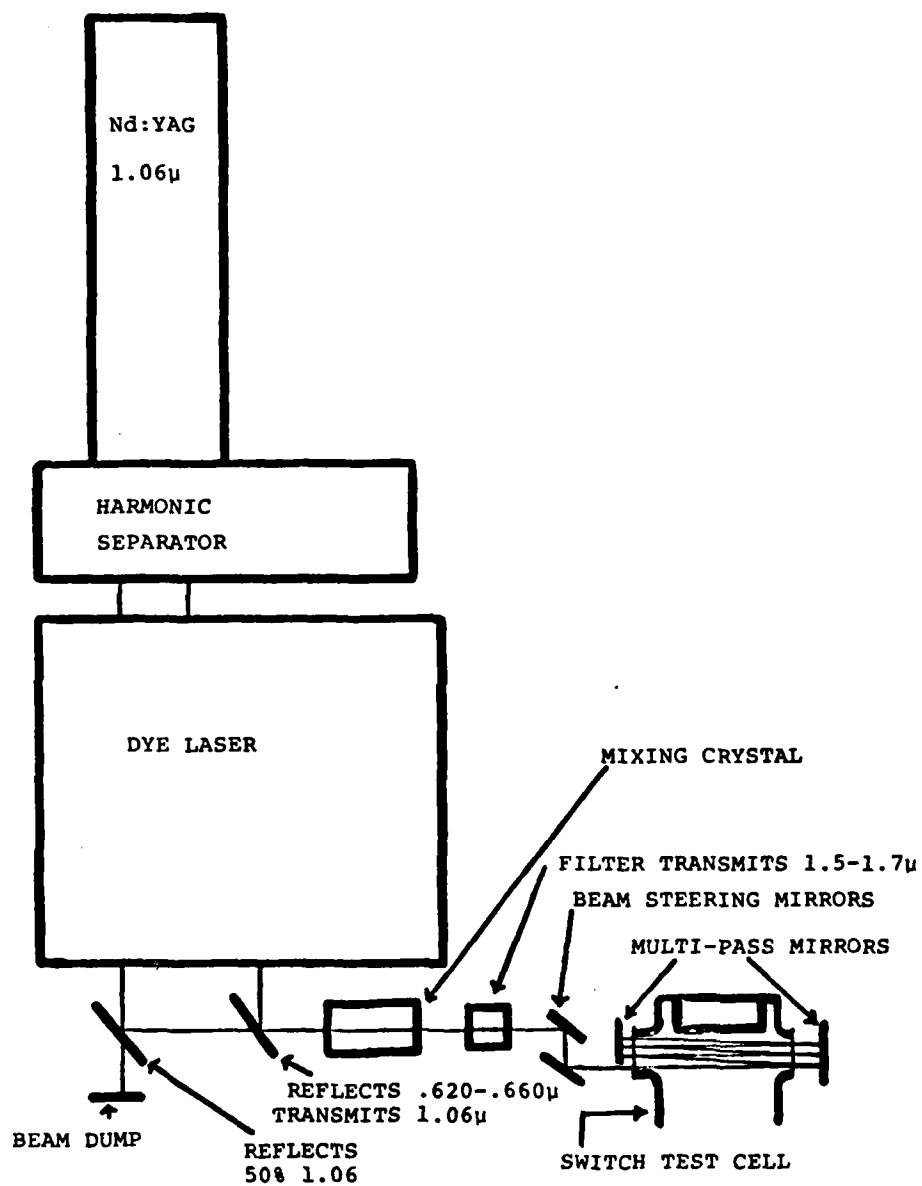 Nd:YAG
1.06µ
HARMONIC
SEPARATOR
DYE LASER
MIXING CRYSTAL
FILTER TRANSMITS 1.5-1.7µ
BEAM STEERING MIRRORS
MULTI-PASS MIRRORS
REFLECTS .620-.660µ
TRANSMITS 1.06µ
BEAM DUMP
REFLECTS
50% 1.06
SWITCH TEST CELL